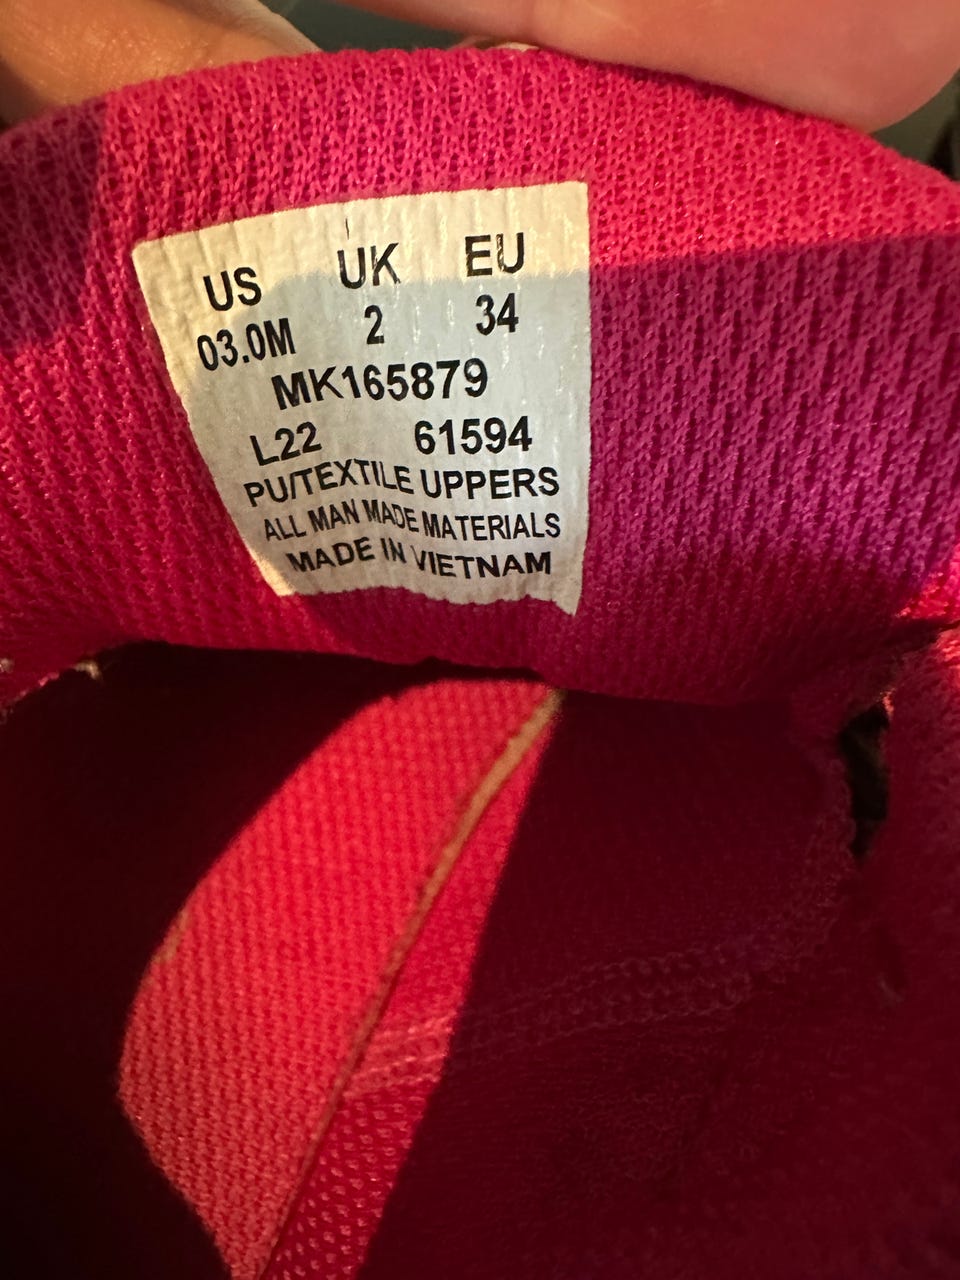 US UK EU
03.0M 2 34
MK165879
L22 61594
PU/TEXTILE UPPERS
ALL MAN MADE MATERIALS
MADE IN VIETNAM